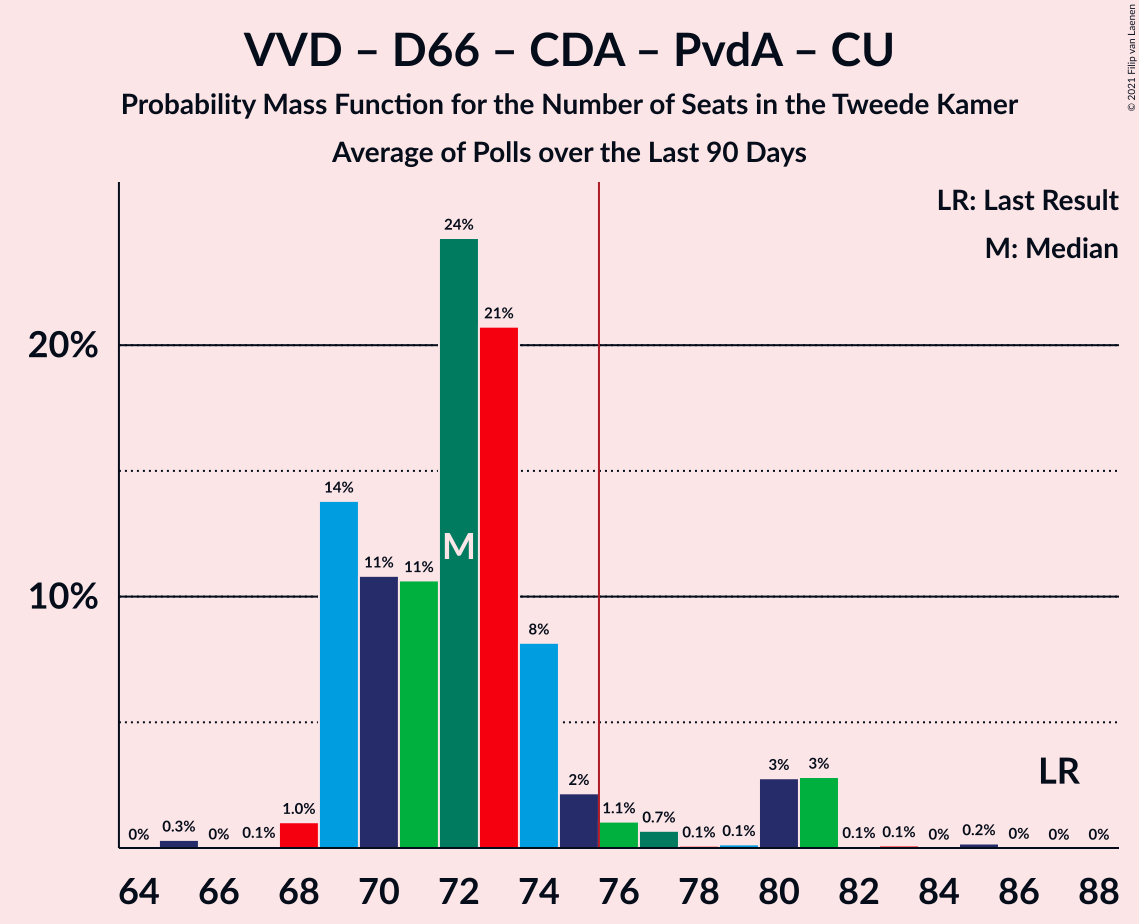 VVD – D66 – CDA – PvdA – CU
Probability Mass Function for the Number of Seats in the Tweede Kamer
Average of Polls over the Last 90 Days
© 2021 Filip van Laenen
LR: Last Result
M: Median
20%
10%
0% 0.3% 0% 0.1% 1.0% 14% 11% 11% 24% 21% 8% 2% 1.1% 0.7% 0.1% 0.1% 3% 3% 0.1% 0.1% 0% 0.2% 0% 0% 0%
M
LR
64 66 68 70 72 74 76 78 80 82 84 86 88